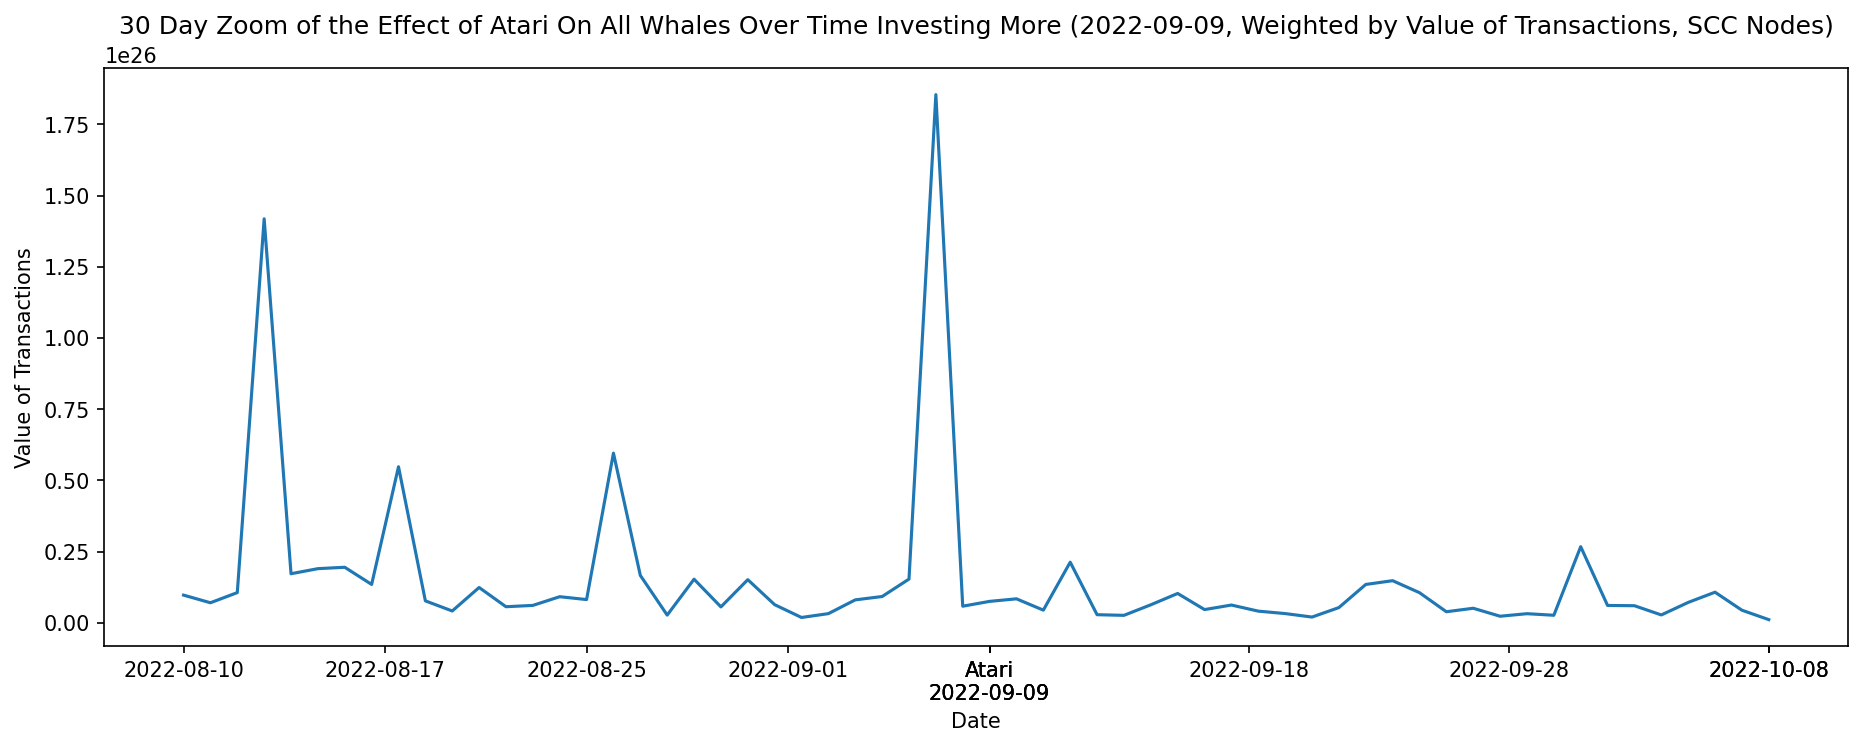 30 Day Zoom of the Effect of Atari On All Whales Over Time Investing More (2022-09-09, Weighted by Value of Transactions, SCC Nodes)
1e26
1.75
1.50
1.25
1.00
0.75
0.50
0.25
0.00
Value of Transactions
2022-08-10 2022-08-17 2022-08-25 2022-09-01 Atari 2022-09-18 2022-09-28 2022-10-08
2022-09-09
Date